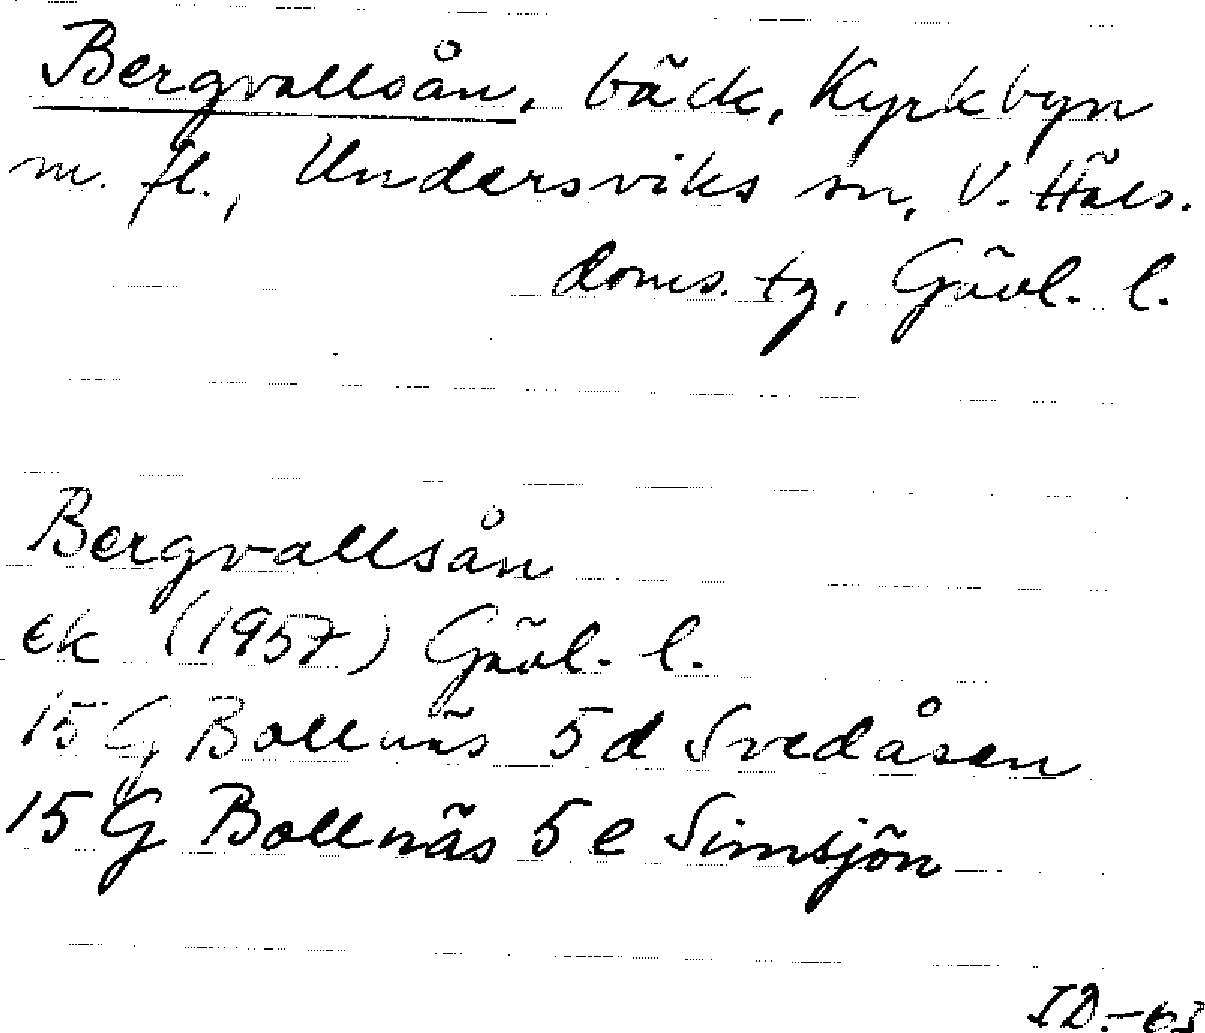 Bergvallsån, bäck, Kyrkbyn
m. fl., Undersviks sn, V. Häls.
doms. tg, Gävl. l.
Bergvallsån
ek (1957) Gävl. l.
15 G Bollnäs 5 d Svedåsen
15 G Bollnäs 5 e Simsjön
ID.-63